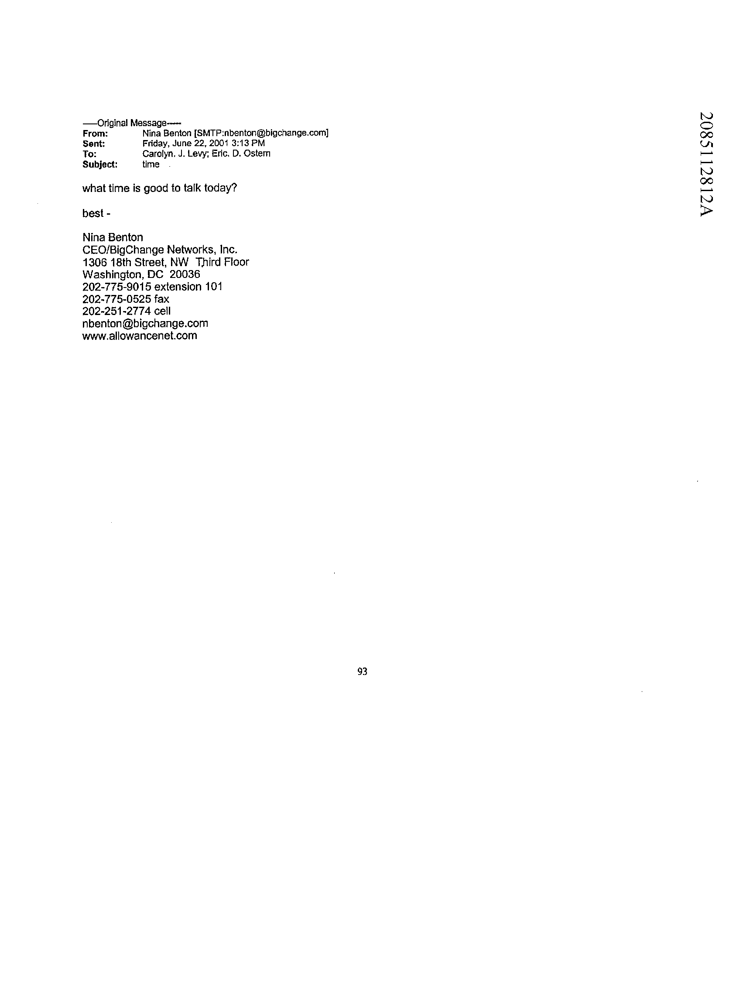 -----Original Message-----
From: Nina Benton [SMTP:nbenton@bigchange.com]
Sent: Friday, June 22, 2001 3:13 PM
To: Carolyn. J. Levy; Eric. D. Ostern
Subject: time
what time is good to talk today?
best -
Nina Benton
CEO/BigChange Networks, Inc.
1306 18th Street, NW Third Floor
Washington, DC 20036
202-775-9015 extension 101
202-775-0525 fax
202-251-2774 cell
nbenton@bigchange.com
www.allowancenet.com
93
2085112812A